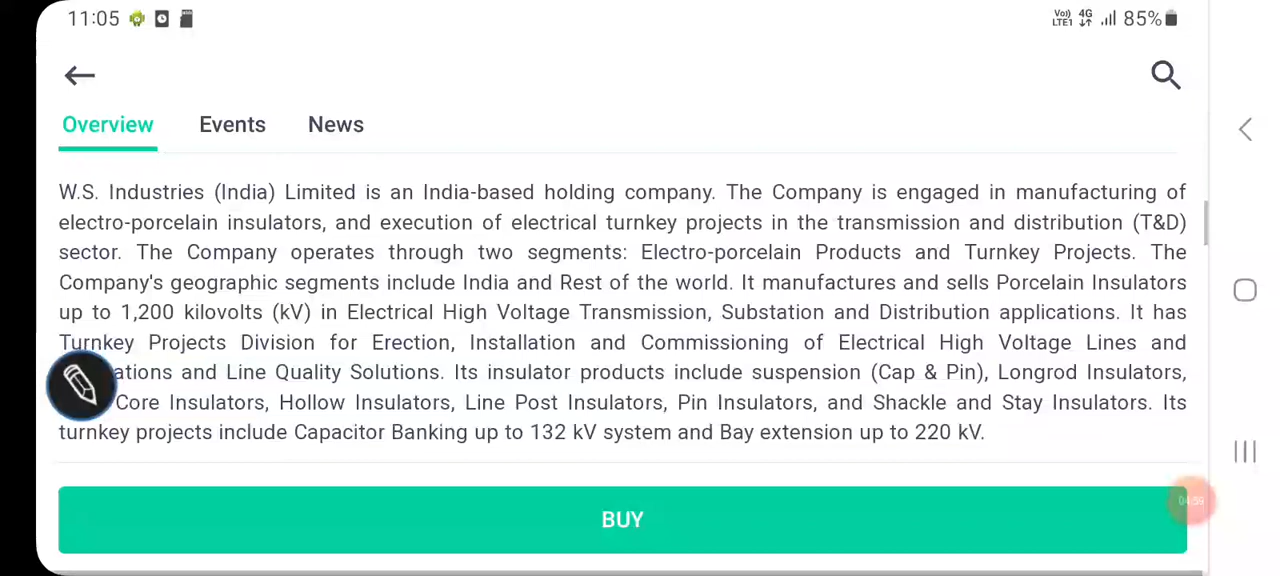 11:05
Vo)) LTE1 4G 85%
Overview Events News
W.S. Industries (India) Limited is an India-based holding company. The Company is engaged in manufacturing of
electro-porcelain insulators, and execution of electrical turnkey projects in the transmission and distribution (T&D)
sector. The Company operates through two segments: Electro-porcelain Products and Turnkey Projects. The
Company's geographic segments include India and Rest of the world. It manufactures and sells Porcelain Insulators
up to 1,200 kilovolts (kV) in Electrical High Voltage Transmission, Substation and Distribution applications. It has
Turnkey Projects Division for Erection, Installation and Commissioning of Electrical High Voltage Lines and
ations and Line Quality Solutions. Its insulator products include suspension (Cap & Pin), Longrod Insulators,
Core Insulators, Hollow Insulators, Line Post Insulators, Pin Insulators, and Shackle and Stay Insulators. Its
turnkey projects include Capacitor Banking up to 132 kV system and Bay extension up to 220 kV.
BUY
04:59